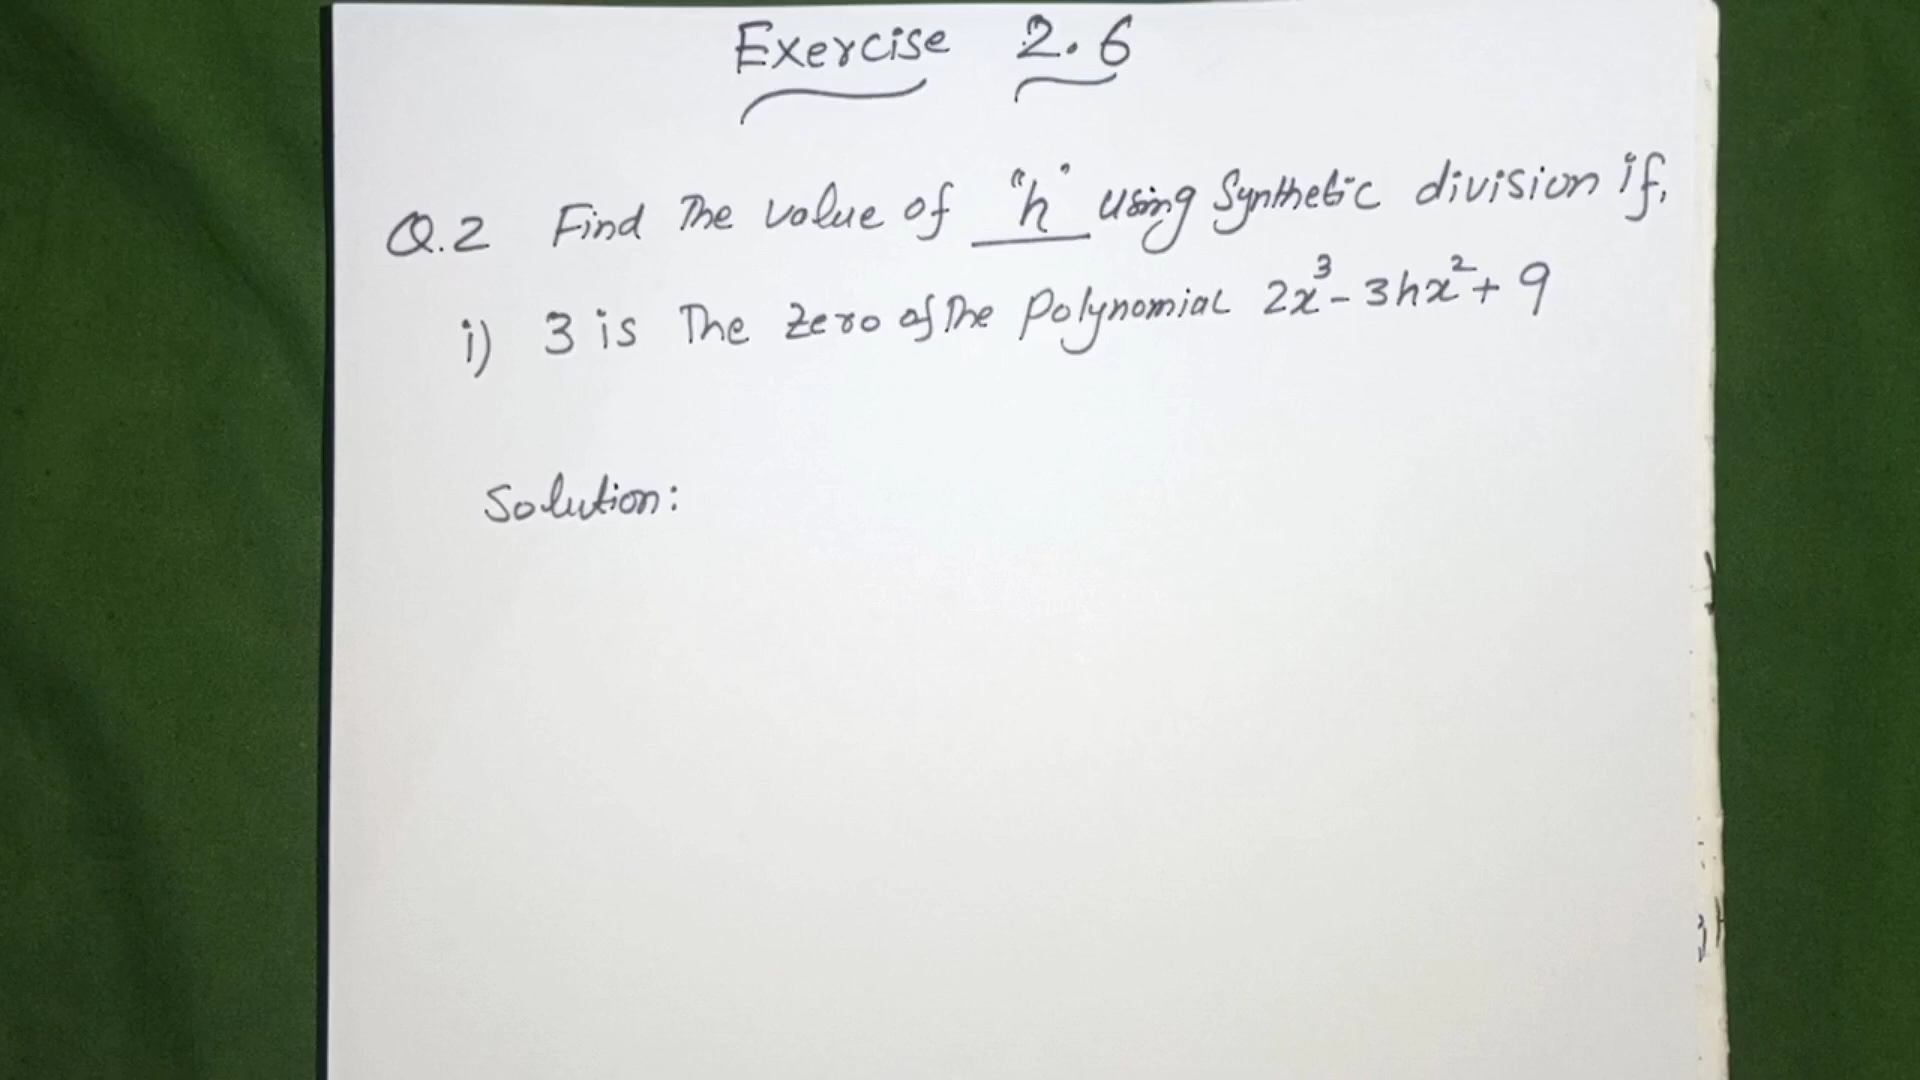 Exercise 2.6
Q.2 Find The value of "h" using Synthetic division if,
i) 3 is The zero of The Polynomial 2x³ - 3hx² + 9
Solution: